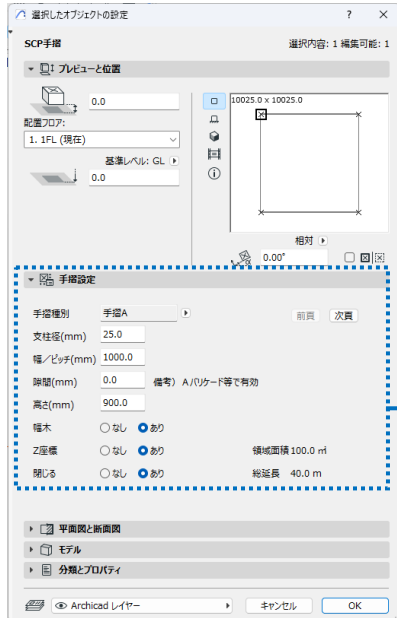 選択したオブジェクトの設定 ? ×
SCP手摺 選択内容: 1 編集可能: 1
プレビューと位置
0.0
配置フロア:
1. 1FL (現在)
基準レベル: GL
0.0
10025.0 x 10025.0
相対
0.00°
手摺設定
手摺種別 手摺A 前頁 次頁
支柱径(mm) 25.0
幅/ピッチ(mm) 1000.0
隙間(mm) 0.0 備考) Aバリケード等で有効
高さ(mm) 900.0
幅木 なし あり
Z座標 なし あり 領域面積 100.0 ㎡
閉じる なし あり 総延長 40.0 m
平面図と断面図
モデル
分類とプロパティ
Archicad レイヤー キャンセル OK